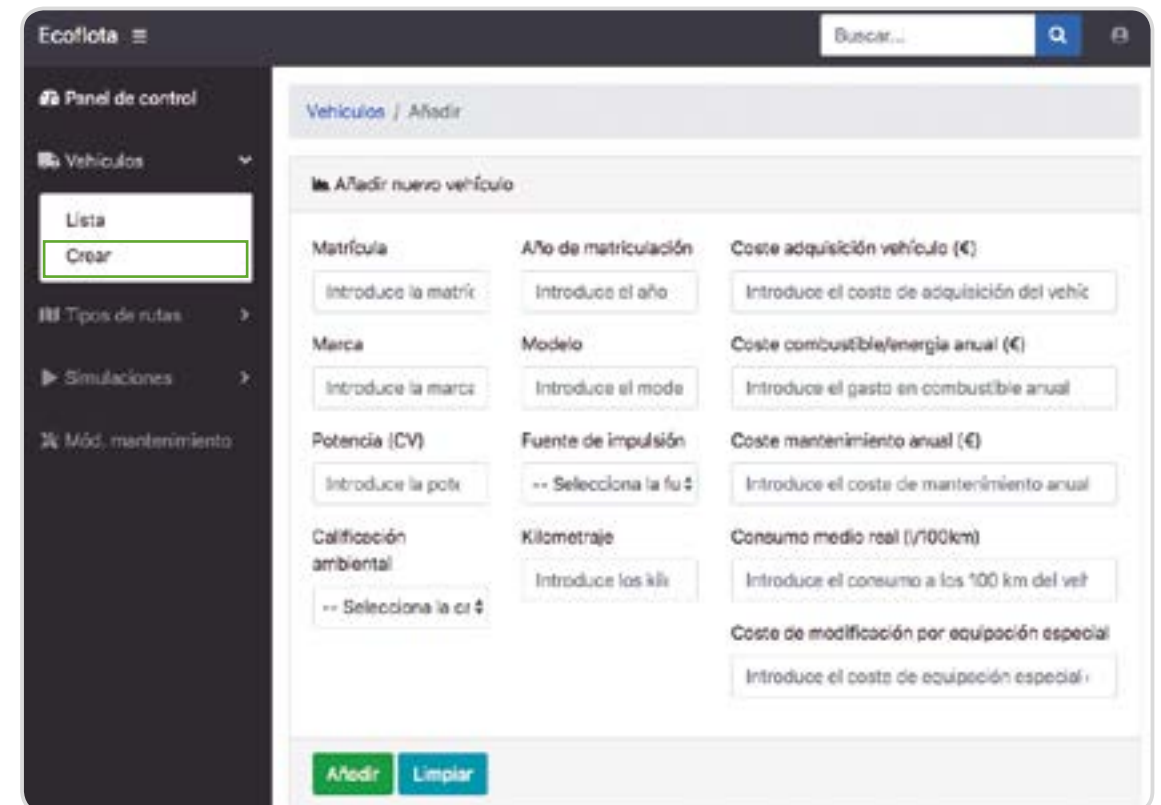 Ecoflota
Buscar...
Panel de control
Vehículos
Lista
Crear
Tipos de rutas
Simulaciones
Mód. mantenimiento
Vehículos / Añadir
Añadir nuevo vehículo
Matrícula
Año de matriculación
Coste adquisición vehículo (€)
Introduce la matríc
Introduce el año
Introduce el coste de adquisición del vehíc
Marca
Modelo
Coste combustible/energia anual (€)
Introduce la marca
Introduce el mode
Introduce el gasto en combustible anual
Potencia (CV)
Fuente de impulsión
Coste mantenimiento anual (€)
Introduce la pote
-- Selecciona la fu
Introduce el coste de mantenimiento anual
Calificación
ambiental
Kilometraje
Consumo medio real (l/100km)
-- Selecciona la ca
Introduce los kiló
Introduce el consumo a los 100 km del veh
Coste de modificación por equipación especial
Introduce el coste de equipación especial
Añadir
Limpiar